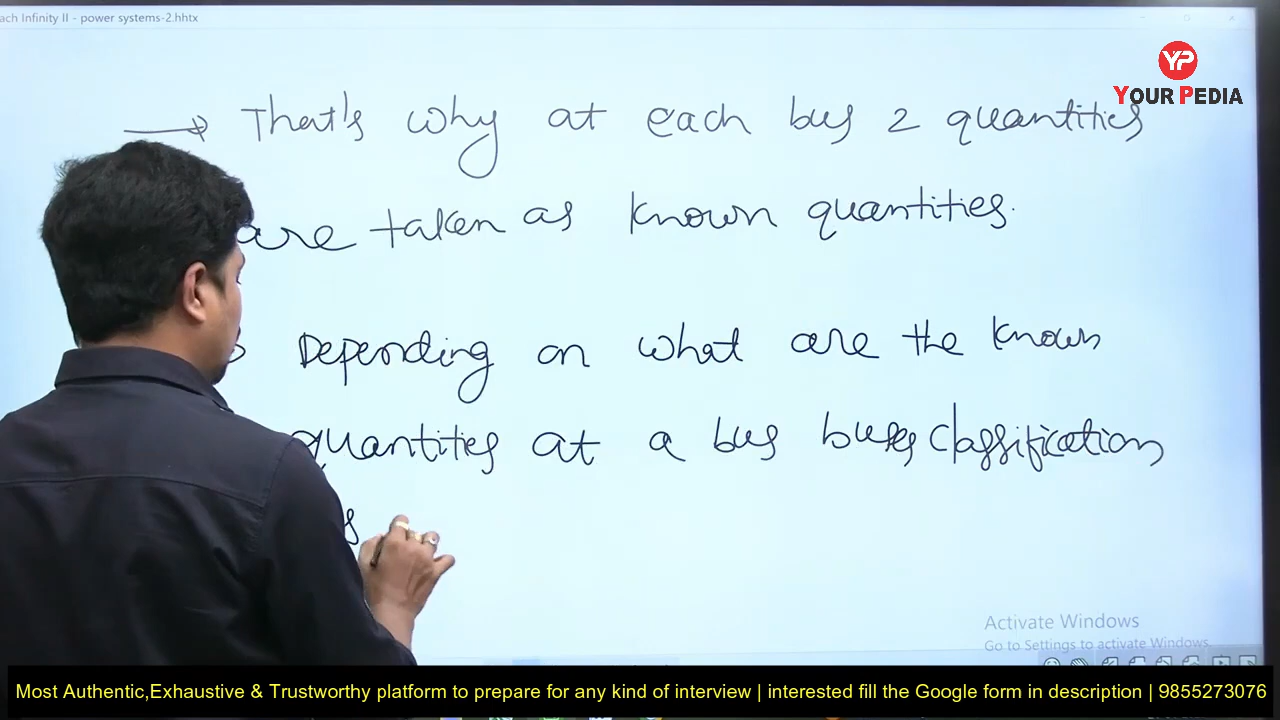 ach Infinity II - power systems-2.hhtx
YP
YOUR PEDIA
→ That's why at each bus 2 quantities
are taken as known quantities.
Depending on what are the known
quantities at a bus buses classification
Activate Windows
Go to Settings to activate Windows.
Most Authentic,Exhaustive & Trustworthy platform to prepare for any kind of interview | interested fill the Google form in description | 9855273076